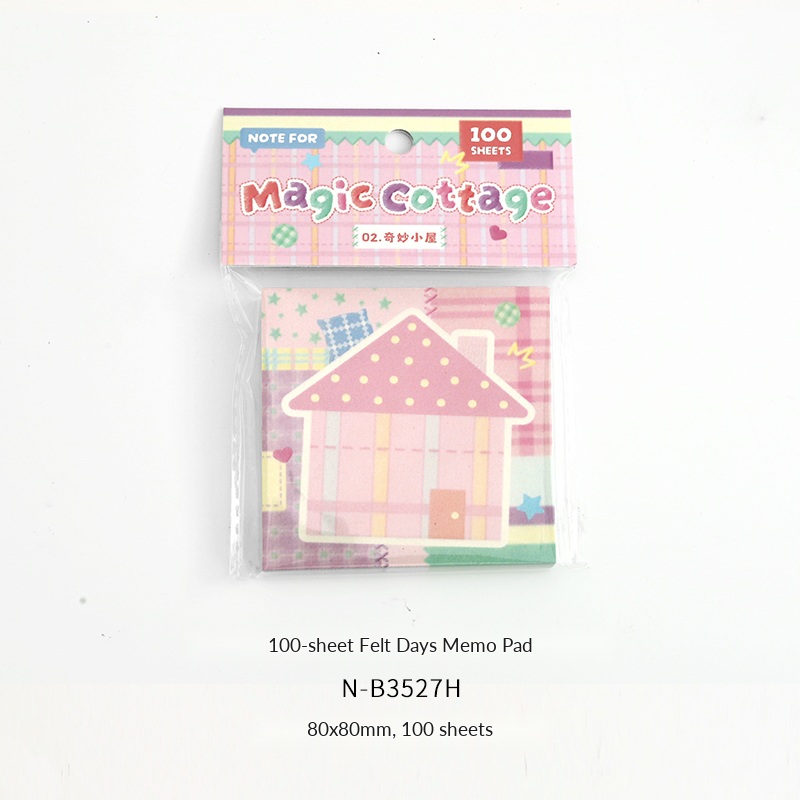 NOTE FOR
100
SHEETS
Magic Cottage
02.奇妙小屋
100-sheet Felt Days Memo Pad
N-B3527H
80x80mm, 100 sheets